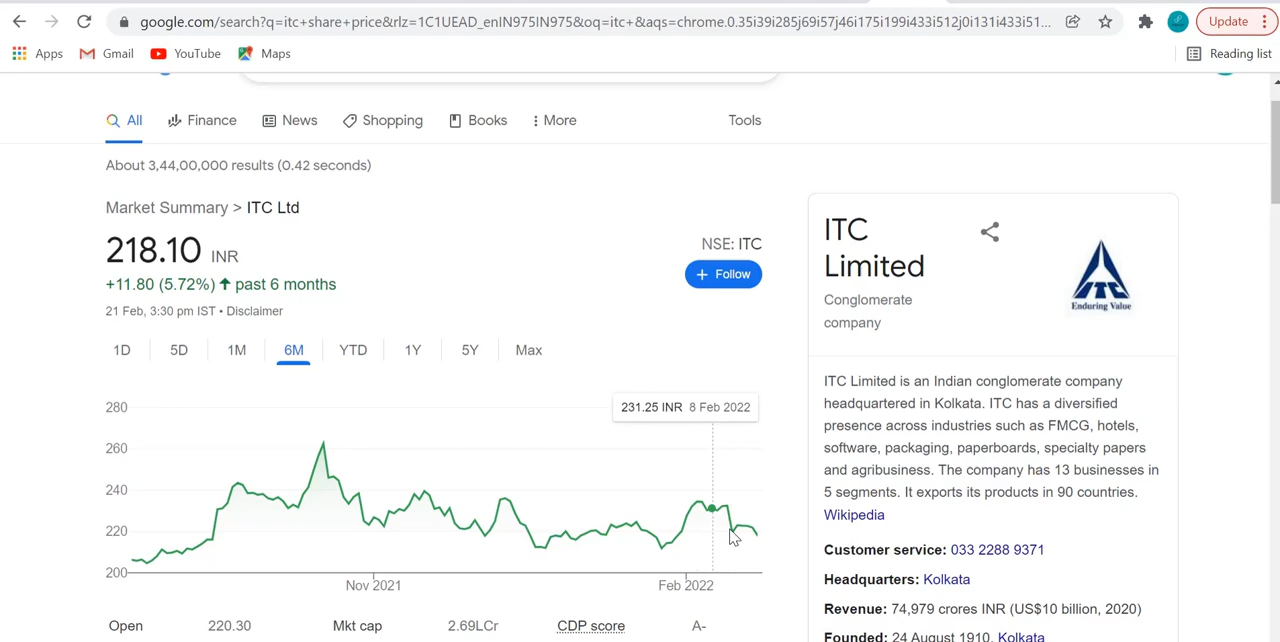 google.com/search?q=itc+share+price&rlz=1C1UEAD_enIN975IN975&oq=itc+&aqs=chrome.0.35i39i285j69i57j46i175i199i433i512j0i131i433i51...
Update
Apps
Gmail
YouTube
Maps
Reading list
All
Finance
News
Shopping
Books
More
Tools
About 3,44,00,000 results (0.42 seconds)
Market Summary > ITC Ltd
218.10 INR
+11.80 (5.72%) ↑ past 6 months
21 Feb, 3:30 pm IST • Disclaimer
NSE: ITC
+ Follow
1D
5D
1M
6M
YTD
1Y
5Y
Max
231.25 INR 8 Feb 2022
280
260
240
220
200
Nov 2021
Feb 2022
Open 220.30
Mkt cap 2.69LCr
CDP score A-
ITC
Limited
Conglomerate
company
ITC
Enduring Value
ITC Limited is an Indian conglomerate company
headquartered in Kolkata. ITC has a diversified
presence across industries such as FMCG, hotels,
software, packaging, paperboards, specialty papers
and agribusiness. The company has 13 businesses in
5 segments. It exports its products in 90 countries.
Wikipedia
Customer service: 033 2288 9371
Headquarters: Kolkata
Revenue: 74,979 crores INR (US$10 billion, 2020)
Founded: 24 August 1910, Kolkata